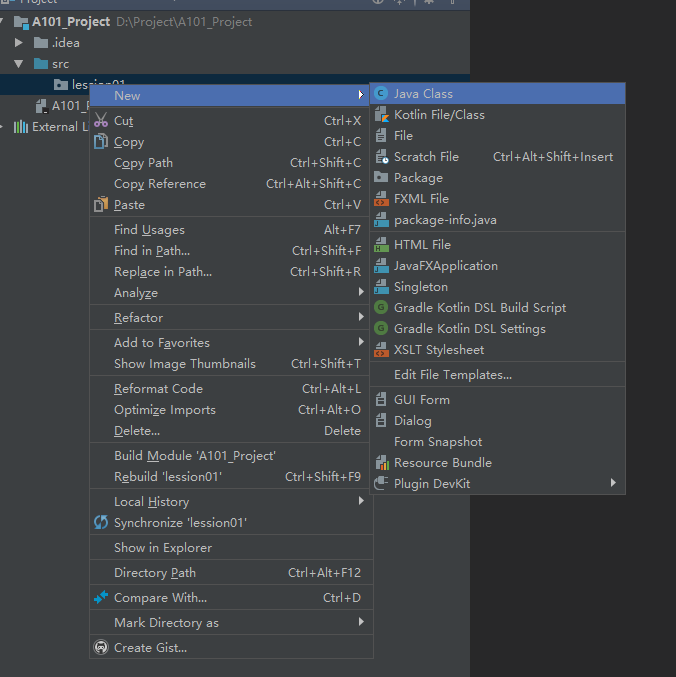 Project
A101_Project D:\Project\A101_Project
.idea
src
lession01
A101_
External L
New
Cut Ctrl+X
Copy Ctrl+C
Copy Path Ctrl+Shift+C
Copy Reference Ctrl+Alt+Shift+C
Paste Ctrl+V
Find Usages Alt+F7
Find in Path... Ctrl+Shift+F
Replace in Path... Ctrl+Shift+R
Analyze
Refactor
Add to Favorites
Show Image Thumbnails Ctrl+Shift+T
Reformat Code Ctrl+Alt+L
Optimize Imports Ctrl+Alt+O
Delete... Delete
Build Module 'A101_Project'
Rebuild 'lession01' Ctrl+Shift+F9
Local History
Synchronize 'lession01'
Show in Explorer
Directory Path Ctrl+Alt+F12
Compare With... Ctrl+D
Mark Directory as
Create Gist...
Java Class
Kotlin File/Class
File
Scratch File Ctrl+Alt+Shift+Insert
Package
FXML File
package-info.java
HTML File
JavaFXApplication
Singleton
Gradle Kotlin DSL Build Script
Gradle Kotlin DSL Settings
XSLT Stylesheet
Edit File Templates...
GUI Form
Dialog
Form Snapshot
Resource Bundle
Plugin DevKit